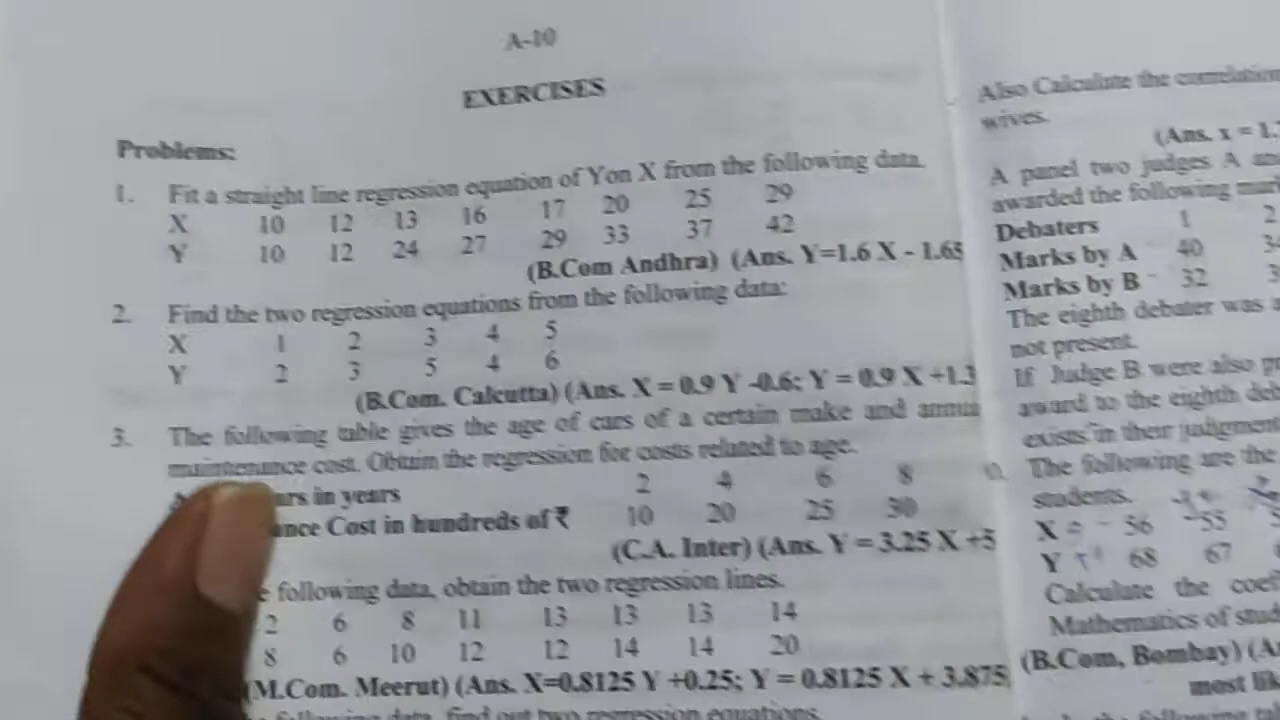 A-10
EXERCISES
Problems:
1. Fit a straight line regression equation of Y on X from the following data.
X 10 12 13 16 17 20 25 29
Y 10 12 24 27 29 33 37 42
(B.Com Andhra) (Ans. Y=1.6 X - 1.65
2. Find the two regression equations from the following data:
X 1 2 3 4 5
Y 2 3 5 4 6
(B.Com. Calcutta) (Ans. X = 0.9 Y -0.6; Y = 0.9 X +1.3
3. The following table gives the age of cars of a certain make and
maintenance cost. Obtain the regression for costs related to age.
in years 2 4 6 8
Cost in hundreds of ₹ 10 20 25 30
(C.A. Inter) (Ans. Y = 3.25 X +5
following data, obtain the two regression lines.
2 6 8 11 13 13 13 14
8 6 10 12 12 14 14 20
(M.Com. Meerut) (Ans. X=0.8125 Y +0.25; Y = 0.8125 X + 3.875
following data, find out two regression equations.
Also Calculate the correlation
wives.
(Ans. x = 1.
A panel two judges A and
awarded the following
Debaters 1 2
Marks by A 40
Marks by B 32
The eighth debater was
not present.
If Judge B were also
award to the eighth
exists in their judgment
The following are the
students.
X = 56 55
Y 68 67
Calculate the
Mathematics of
(B.Com, Bombay)
most